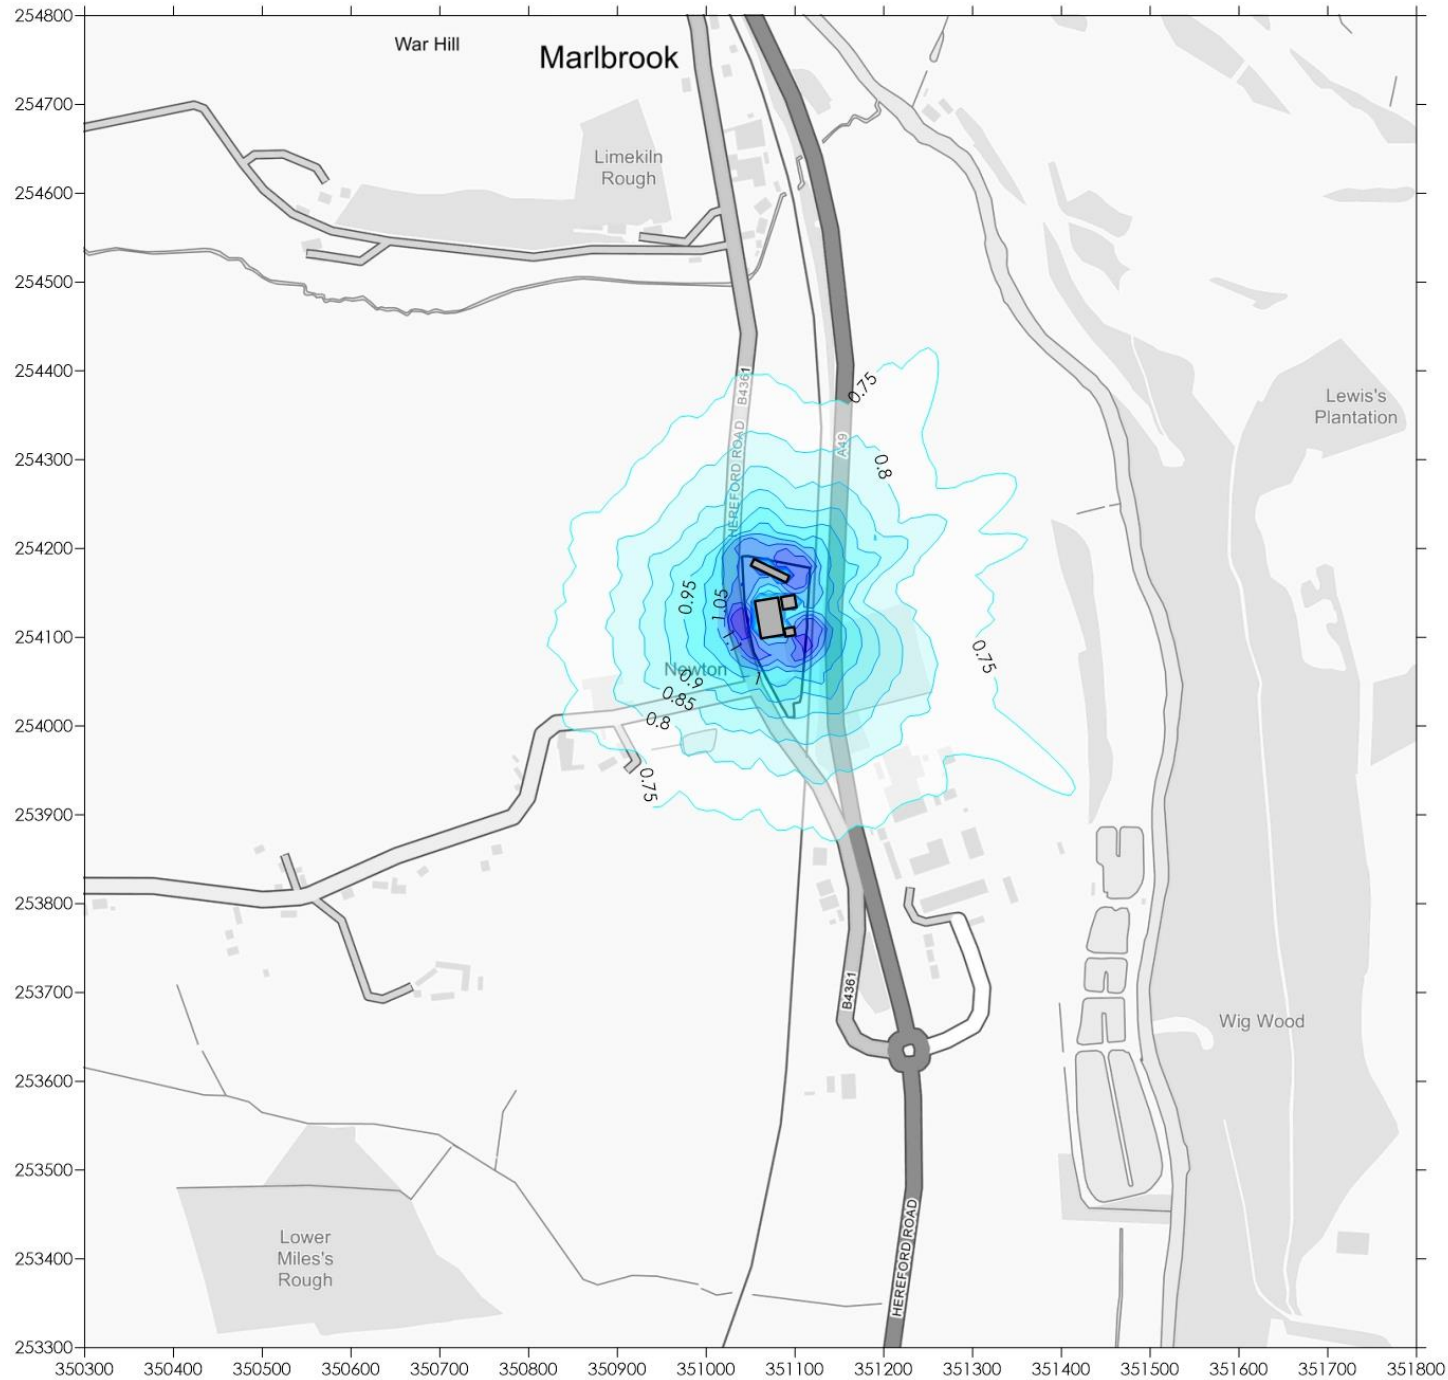 254800
War Hill
Marlbrook
254700
Limekiln
Rough
254600
254500
254400
B4361
0.75
Lewis's
Plantation
HEREFORD ROAD
A49
254300
0.8
254200
0.95
1.05
254100
1
0.75
Newton
0.9
1
0.85
0.8
254000
0.75
253900
253800
253700
B4361
Wig Wood
253600
253500
Lower
Miles's
Rough
253400
HEREFORD ROAD
253300
350300 350400 350500 350600 350700 350800 350900 351000 351100 351200 351300 351400 351500 351600 351700 351800